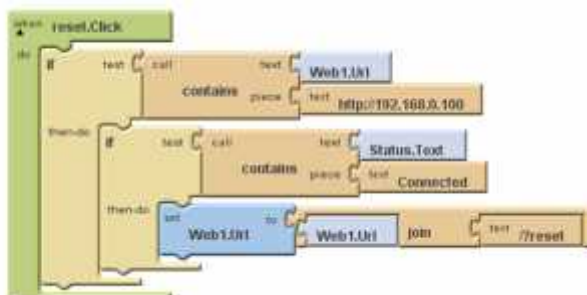 when reset.Click
do if test call text Web1.Url
contains piece text http://192.168.0.100
then-do if test call text Status.Text
contains piece text Connected
then-do set to
Web1.Url Web1.Url join text /?reset